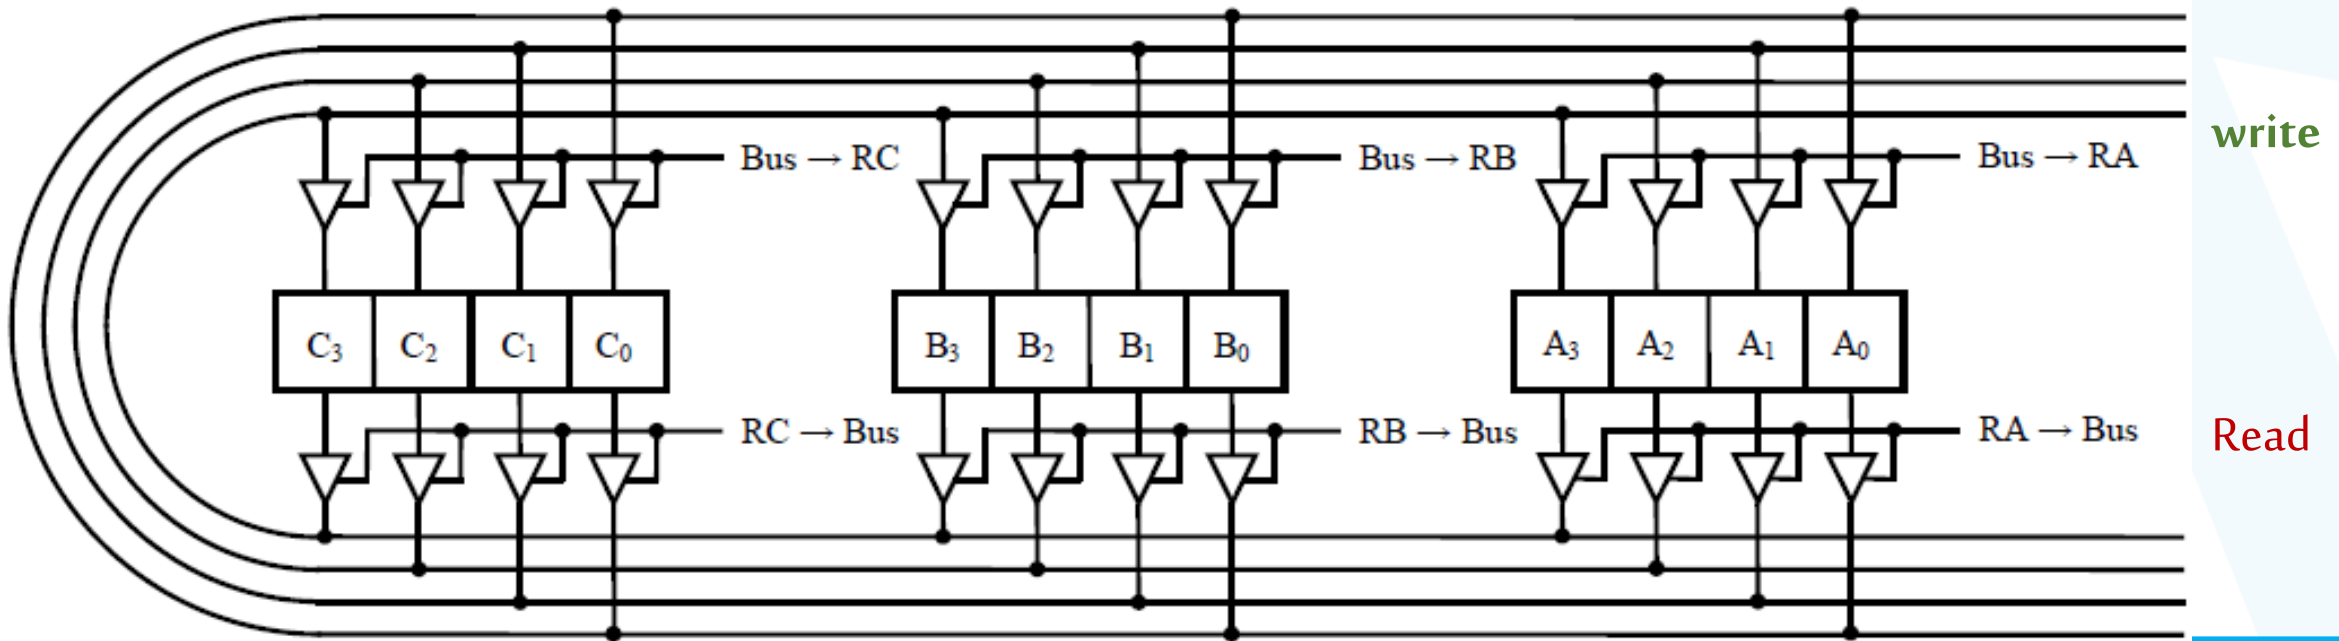 Bus → RC
Bus → RB
Bus → RA
write
C₃ C₂ C₁ C₀
B₃ B₂ B₁ B₀
A₃ A₂ A₁ A₀
RC → Bus
RB → Bus
RA → Bus
Read